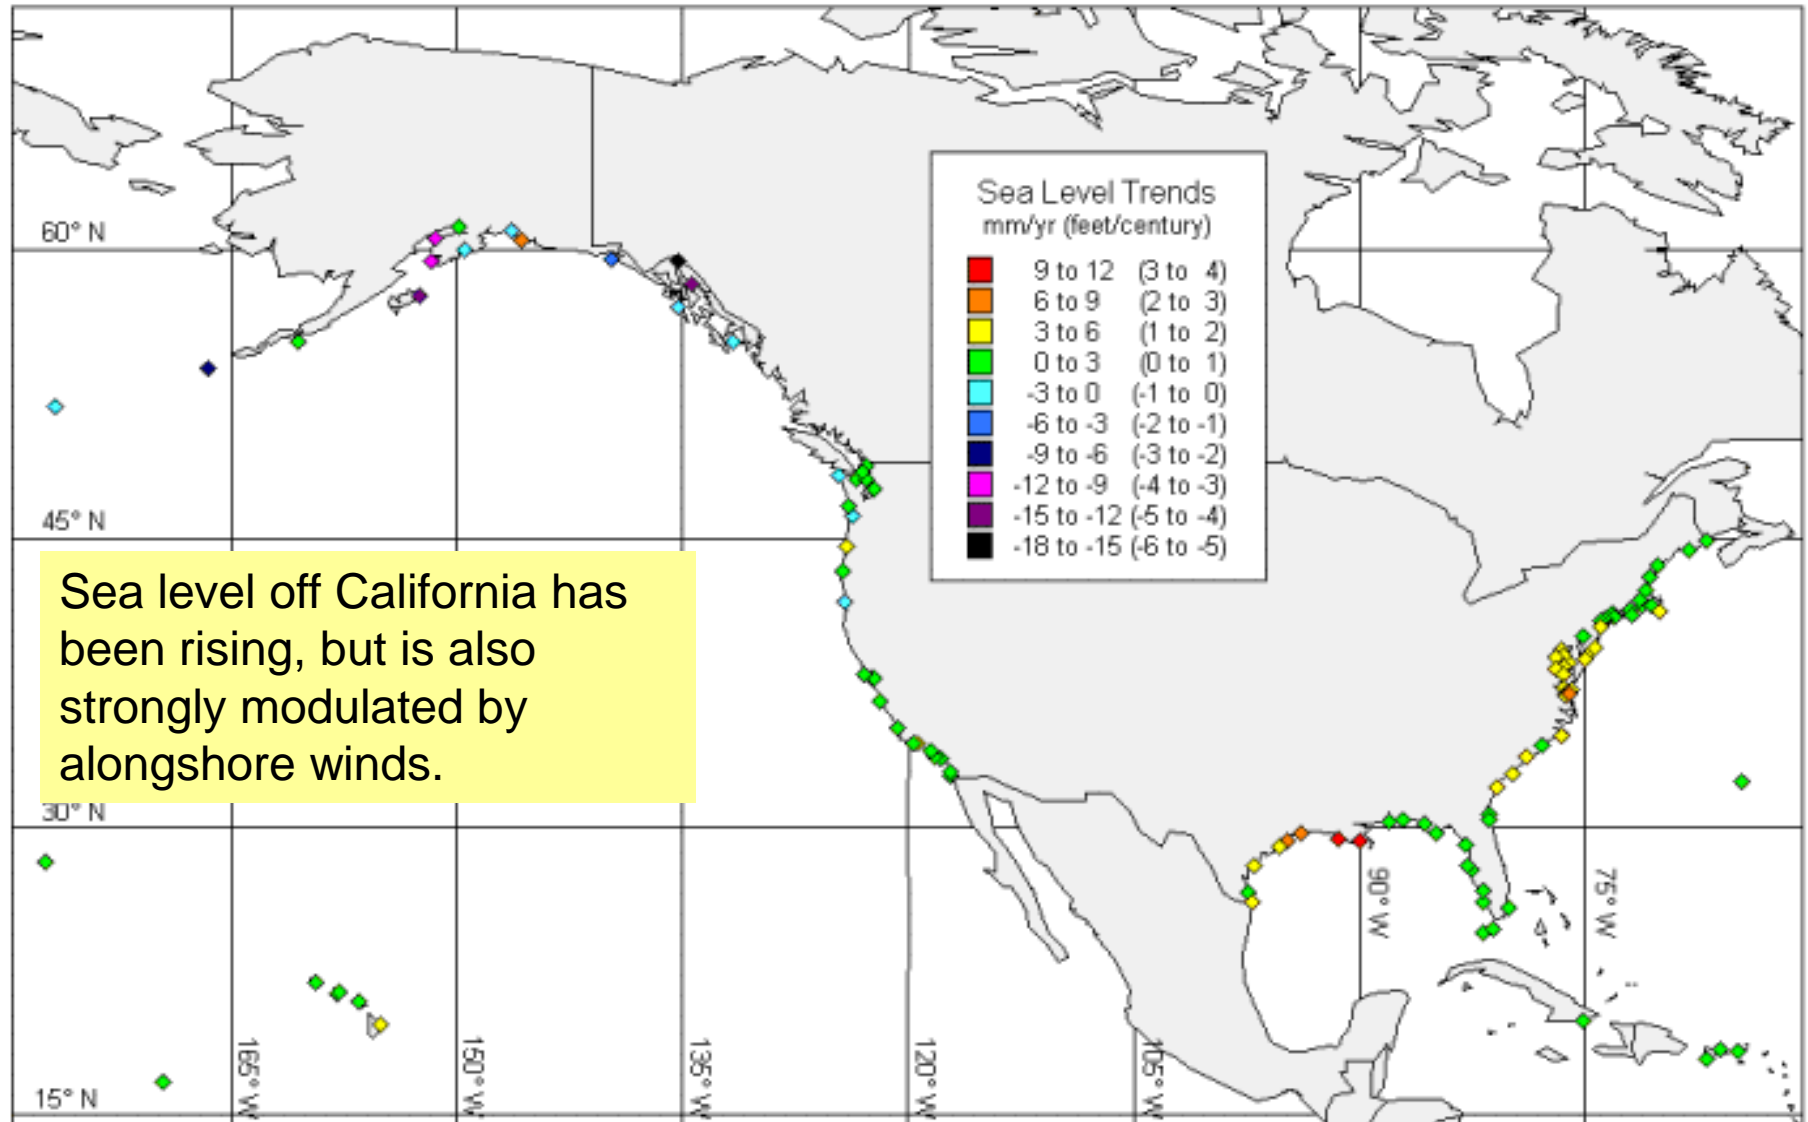 60° N
Sea Level Trends
mm/yr (feet/century)
9 to 12 (3 to 4)
6 to 9 (2 to 3)
3 to 6 (1 to 2)
0 to 3 (0 to 1)
-3 to 0 (-1 to 0)
-6 to -3 (-2 to -1)
-9 to -6 (-3 to -2)
-12 to -9 (-4 to -3)
-15 to -12 (-5 to -4)
-18 to -15 (-6 to -5)
45° N
Sea level off California has
been rising, but is also
strongly modulated by
alongshore winds.
30° N
90° W
75° W
165° W
150° W
135° W
120° W
105° W
15° N